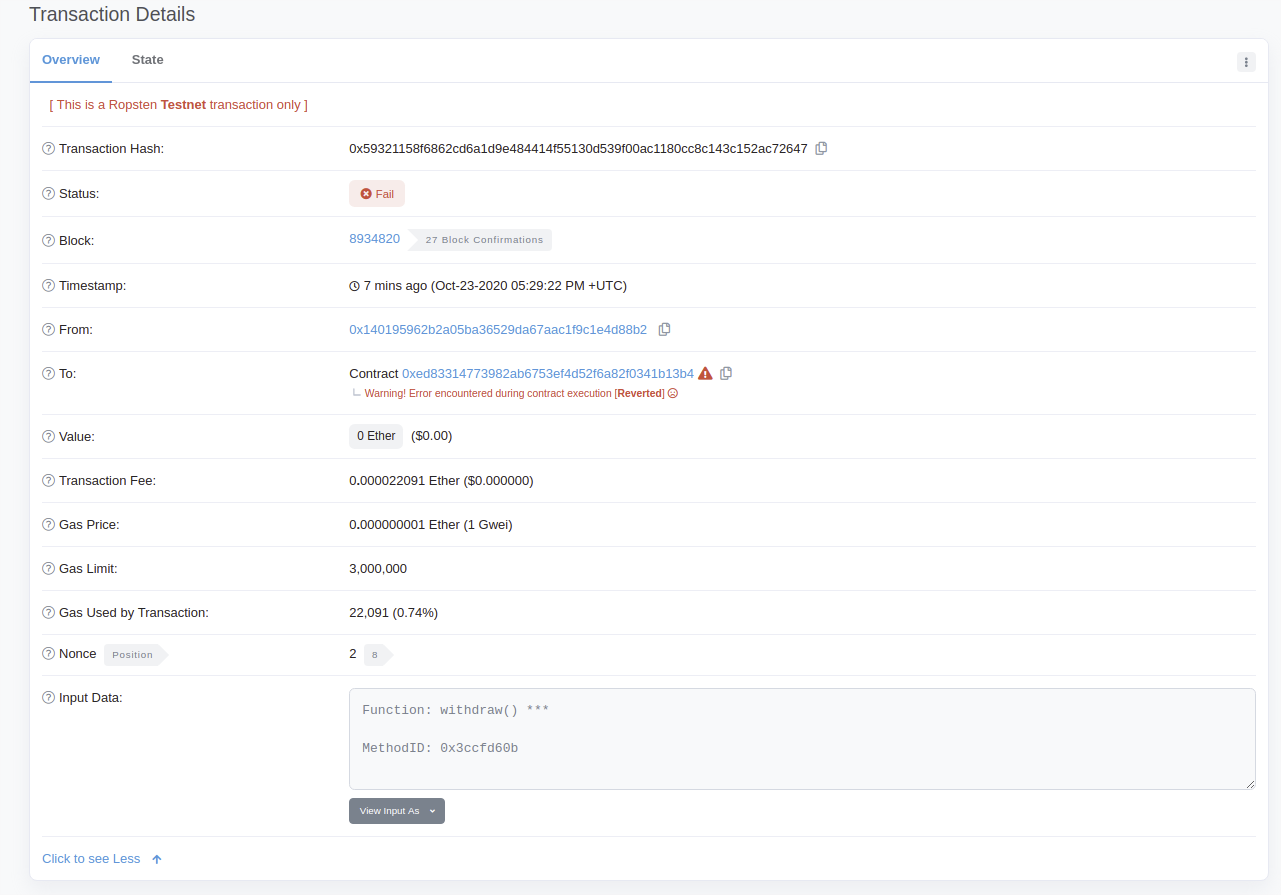 Transaction Details
Overview State
[ This is a Ropsten Testnet transaction only ]
Transaction Hash: 0x59321158f6862cd6a1d9e484414f55130d539f00ac1180cc8c143c152ac72647
Status: Fail
Block: 8934820 27 Block Confirmations
Timestamp: 7 mins ago (Oct-23-2020 05:29:22 PM +UTC)
From: 0x140195962b2a05ba36529da67aac1f9c1e4d88b2
To: Contract 0xed83314773982ab6753ef4d52f6a82f0341b13b4
Warning! Error encountered during contract execution [Reverted]
Value: 0 Ether ($0.00)
Transaction Fee: 0.000022091 Ether ($0.000000)
Gas Price: 0.000000001 Ether (1 Gwei)
Gas Limit: 3,000,000
Gas Used by Transaction: 22,091 (0.74%)
Nonce Position 2 8
Input Data: Function: withdraw() ***
MethodID: 0x3ccfd60b
View Input As
Click to see Less